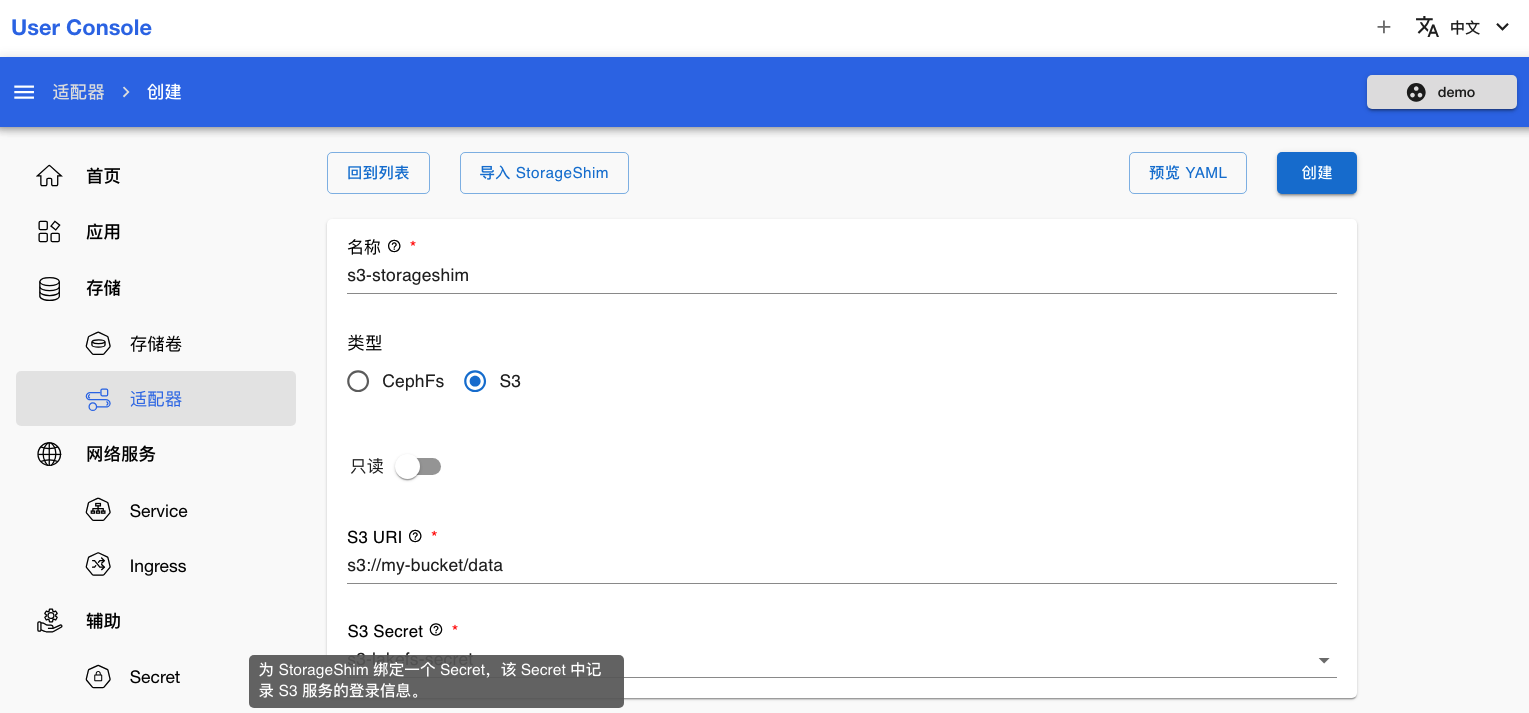 User Console
中文
适配器 > 创建
demo
首页
应用
存储
存储卷
适配器
网络服务
Service
Ingress
辅助
Secret
回到列表
导入 StorageShim
预览 YAML
创建
名称 *
s3-storageshim
类型
CephFs
S3
只读
S3 URI *
s3://my-bucket/data
S3 Secret *
s3-lakefs-secret
为 StorageShim 绑定一个 Secret，该 Secret 中记
录 S3 服务的登录信息。